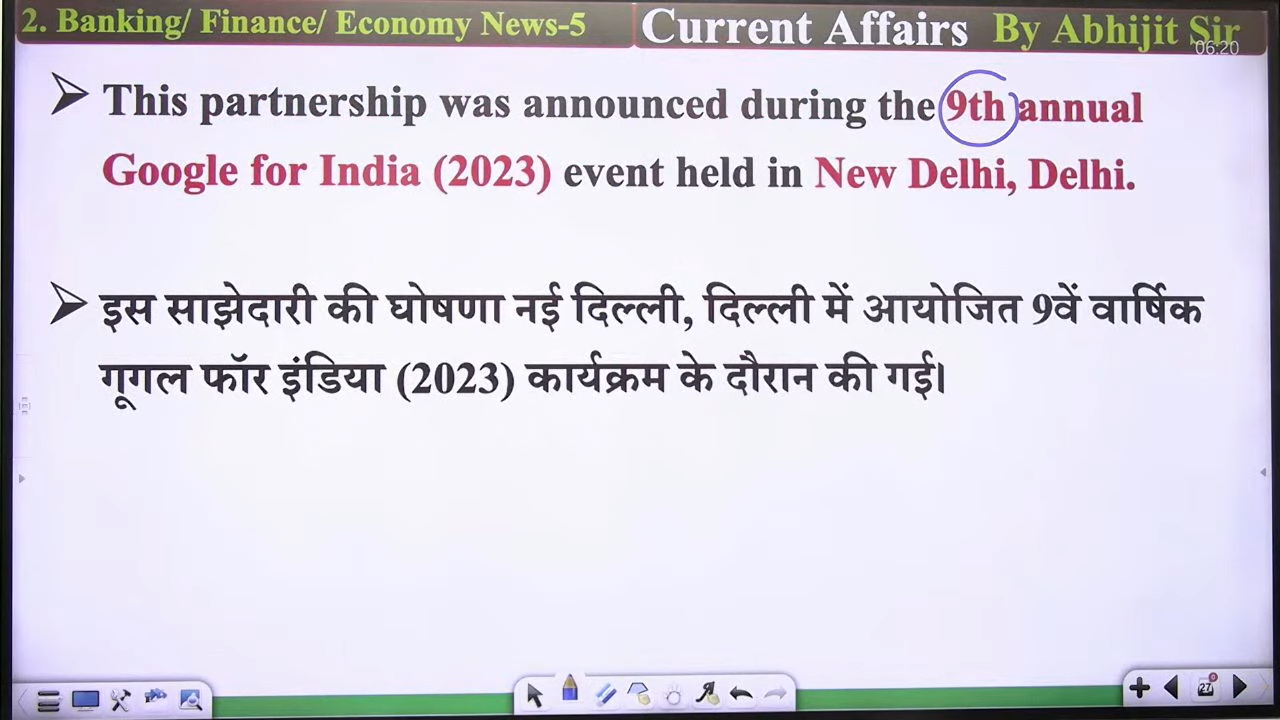 2. Banking/ Finance/ Economy News-5
Current Affairs By Abhijit Sir
06:20
This partnership was announced during the 9th annual
Google for India (2023) event held in New Delhi, Delhi.
इस साझेदारी की घोषणा नई दिल्ली, दिल्ली में आयोजित 9वें वार्षिक
गूगल फॉर इंडिया (2023) कार्यक्रम के दौरान की गई।
27